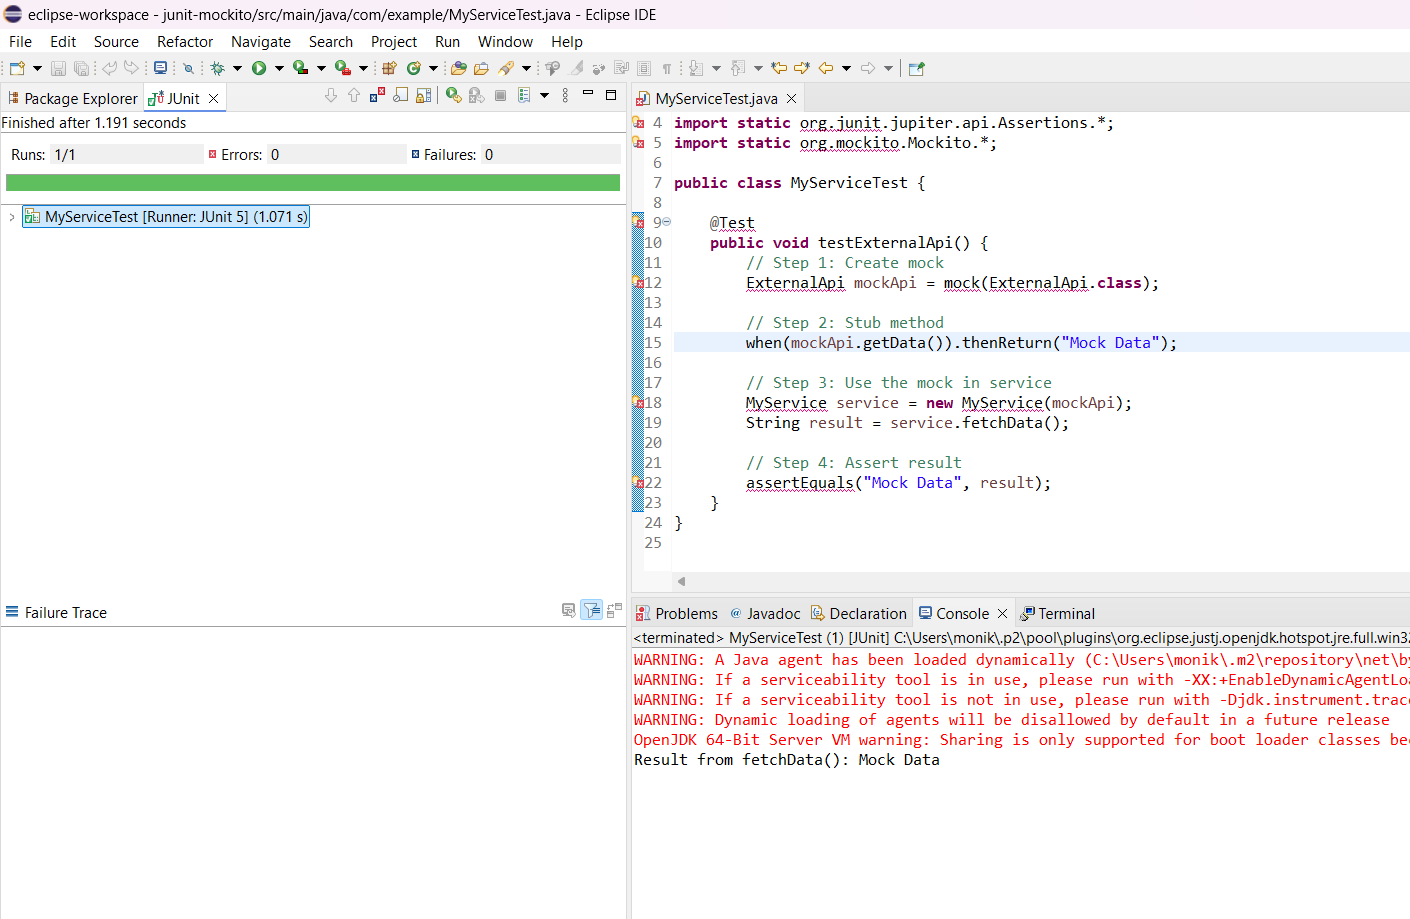 eclipse-workspace - junit-mockito/src/main/java/com/example/MyServiceTest.java - Eclipse IDE
File Edit Source Refactor Navigate Search Project Run Window Help
Package Explorer JUnit
Finished after 1.191 seconds
Runs: 1/1 Errors: 0 Failures: 0
MyServiceTest [Runner: JUnit 5] (1.071 s)
Failure Trace
MyServiceTest.java
4 import static org.junit.jupiter.api.Assertions.*;
5 import static org.mockito.Mockito.*;
6
7 public class MyServiceTest {
8
9 @Test
10 public void testExternalApi() {
11 // Step 1: Create mock
12 ExternalApi mockApi = mock(ExternalApi.class);
13
14 // Step 2: Stub method
15 when(mockApi.getData()).thenReturn("Mock Data");
16
17 // Step 3: Use the mock in service
18 MyService service = new MyService(mockApi);
19 String result = service.fetchData();
20
21 // Step 4: Assert result
22 assertEquals("Mock Data", result);
23 }
24 }
25
Problems @ Javadoc Declaration Console Terminal
<terminated> MyServiceTest (1) [JUnit] C:\Users\monik\.p2\pool\plugins\org.eclipse.justj.openjdk.hotspot.jre.full.win32
WARNING: A Java agent has been loaded dynamically (C:\Users\monik\.m2\repository\net\by
WARNING: If a serviceability tool is in use, please run with -XX:+EnableDynamicAgentLo
WARNING: If a serviceability tool is not in use, please run with -Djdk.instrument.trac
WARNING: Dynamic loading of agents will be disallowed by default in a future release
OpenJDK 64-Bit Server VM warning: Sharing is only supported for boot loader classes bec
Result from fetchData(): Mock Data